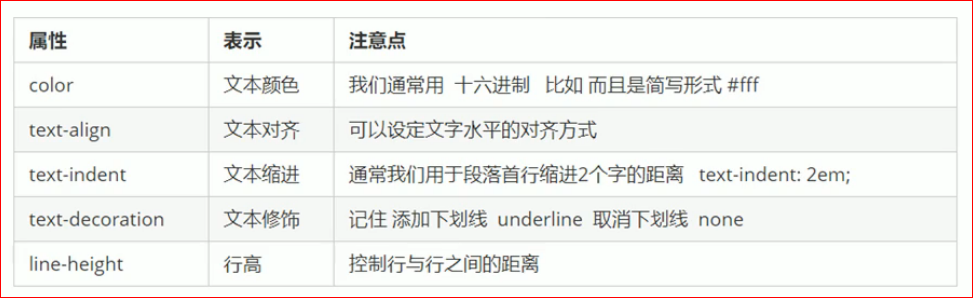 属性 表示 注意点
color 文本颜色 我们通常用 十六进制 比如 而且是简写形式 #fff
text-align 文本对齐 可以设定文字水平的对齐方式
text-indent 文本缩进 通常我们用于段落首行缩进2个字的距离 text-indent: 2em;
text-decoration 文本修饰 记住 添加下划线 underline 取消下划线 none
line-height 行高 控制行与行之间的距离